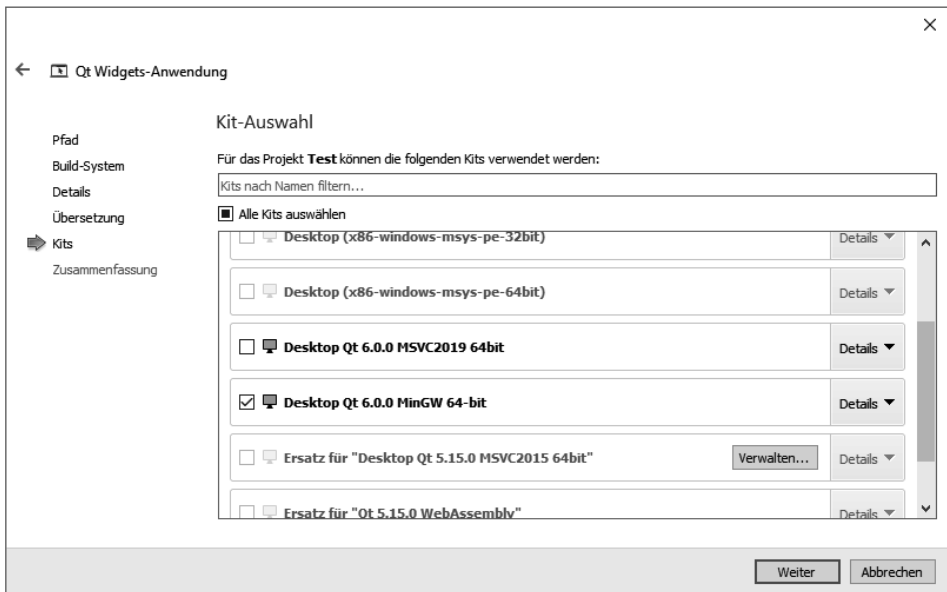 Qt Widgets-Anwendung
Pfad
Build-System
Details
Übersetzung
Kits
Zusammenfassung
Kit-Auswahl
Für das Projekt Test können die folgenden Kits verwendet werden:
Kits nach Namen filtern...
Alle Kits auswählen
Desktop (x86-windows-msys-pe-32bit) Details
Desktop (x86-windows-msys-pe-64bit) Details
Desktop Qt 6.0.0 MSVC2019 64bit Details
Desktop Qt 6.0.0 MinGW 64-bit Details
Ersatz für "Desktop Qt 5.15.0 MSVC2015 64bit" Verwalten... Details
Ersatz für "Qt 5.15.0 WebAssembly" Details
Weiter Abbrechen